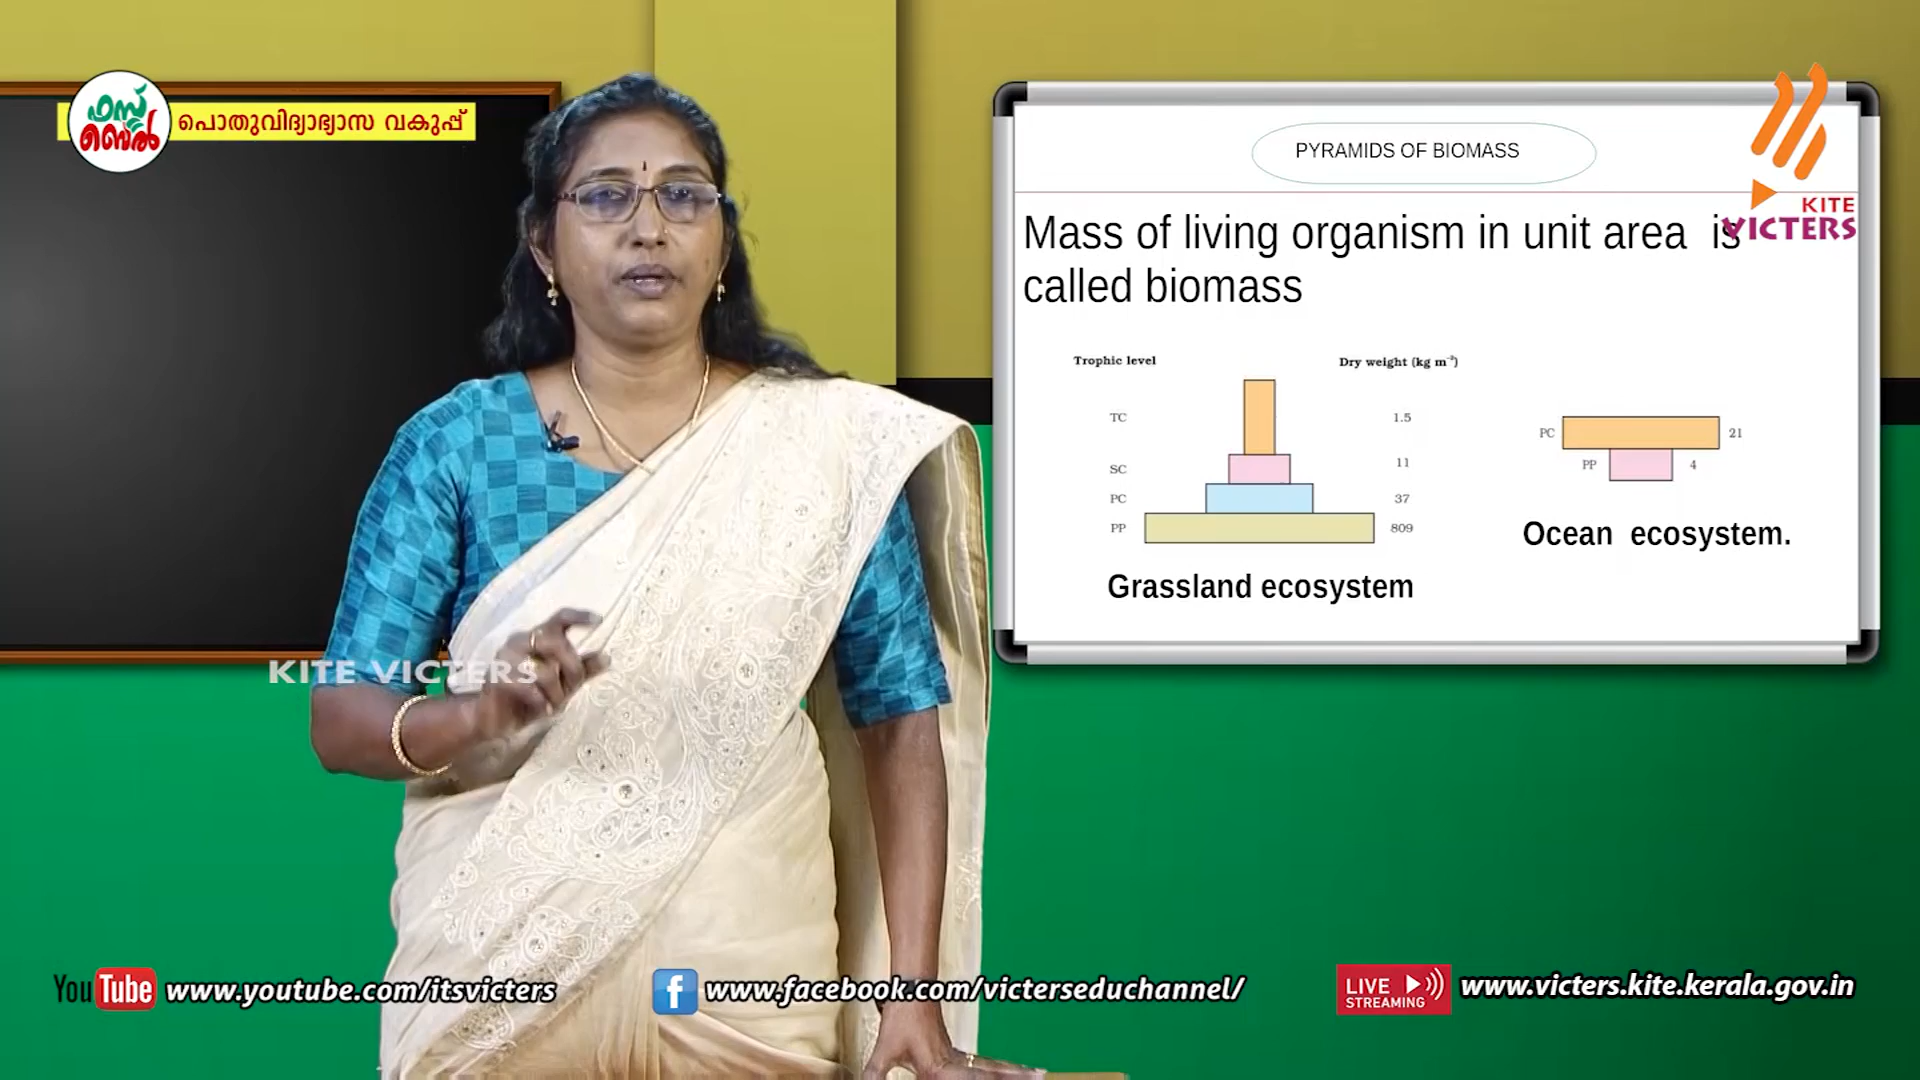 ഫസ്റ്റ്
ബെൽ
പൊതുവിദ്യാഭ്യാസ വകുപ്പ്
PYRAMIDS OF BIOMASS
KITE
VICTERS
Mass of living organism in unit area is
called biomass
Trophic level
Dry weight (kg m⁻²)
TC
1.5
SC
11
PC
37
PP
809
Grassland ecosystem
PC
21
PP
4
Ocean ecosystem.
KITE VICTERS
YouTube www.youtube.com/itsvicters
f www.facebook.com/victerseduchannel/
LIVE
STREAMING
www.victers.kite.kerala.gov.in